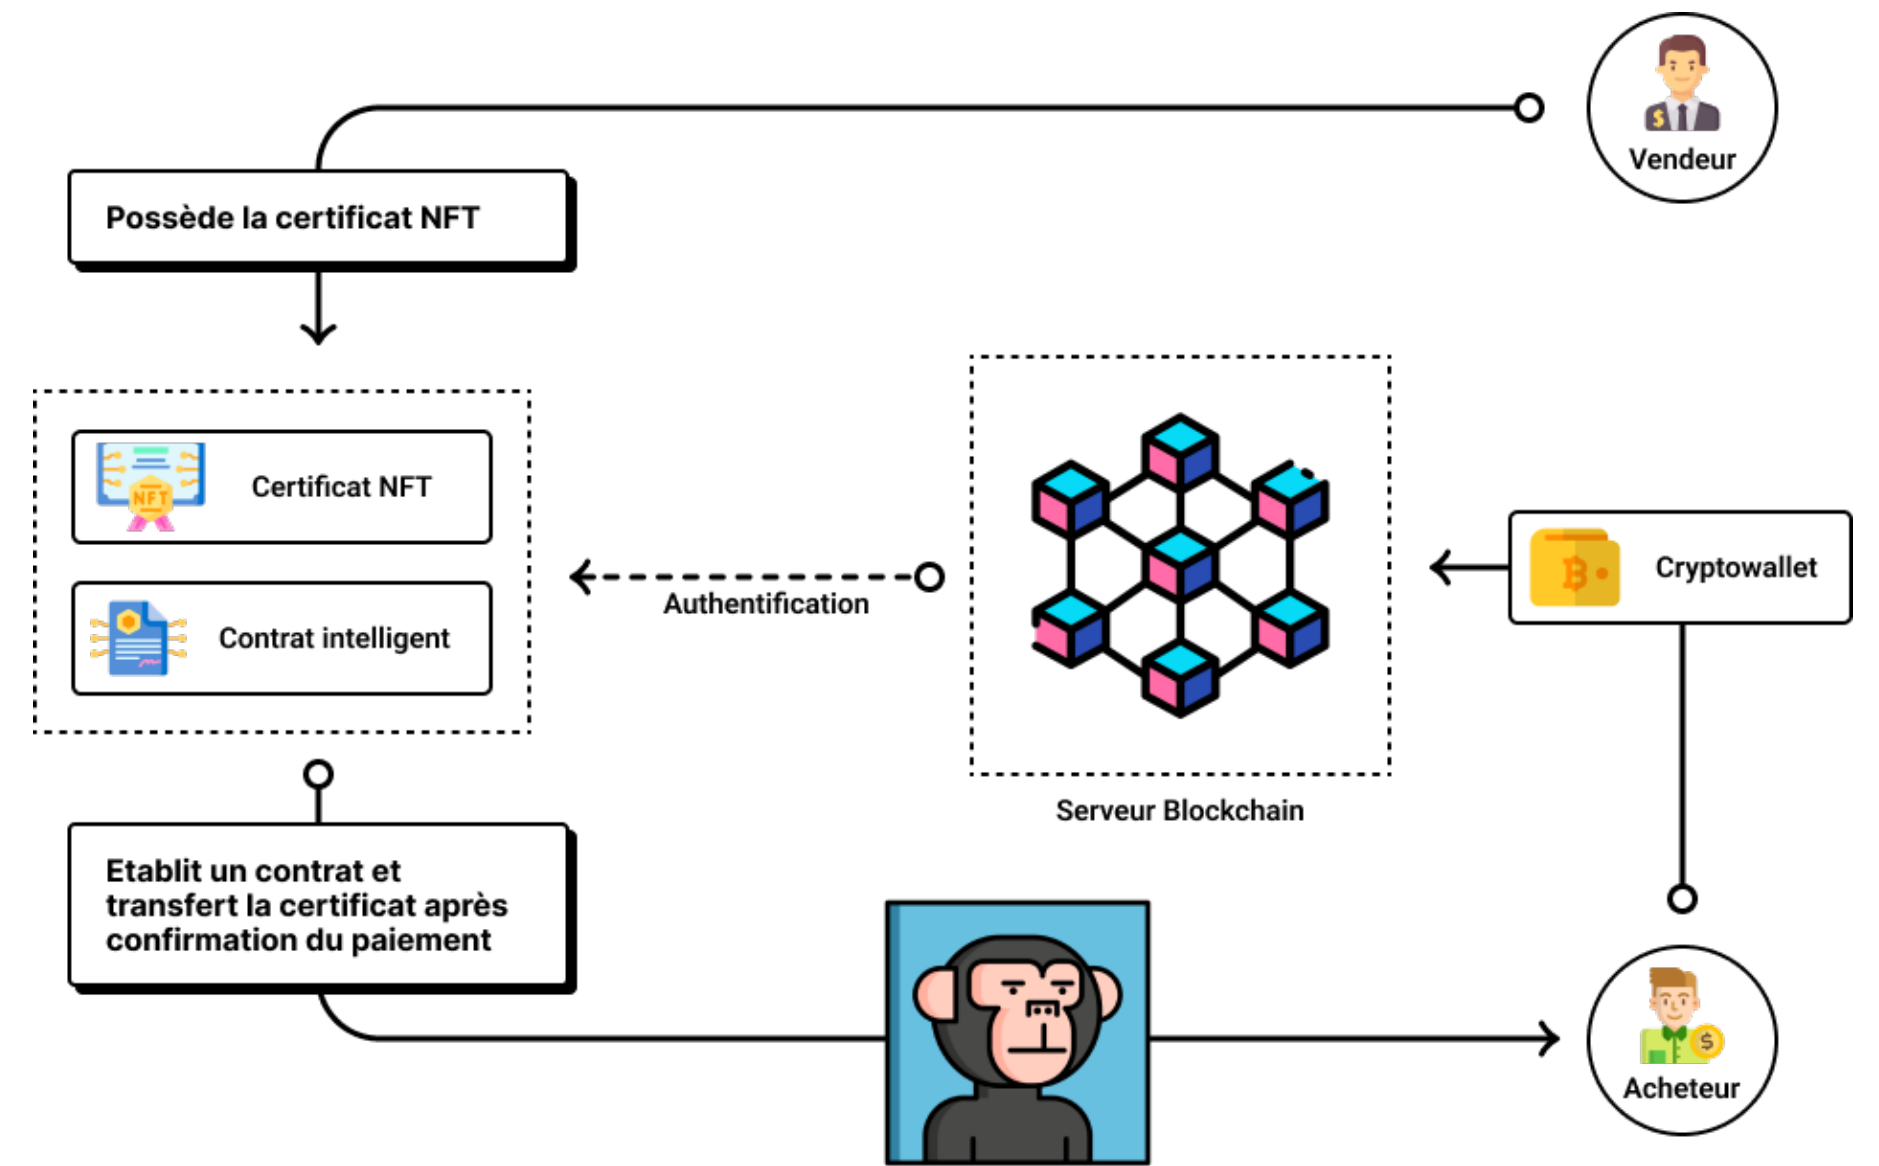 Vendeur
Possède la certificat NFT
NFT
Certificat NFT
Contrat intelligent
Authentification
Serveur Blockchain
Cryptowallet
Etablit un contrat et
transfert la certificat après
confirmation du paiement
Acheteur